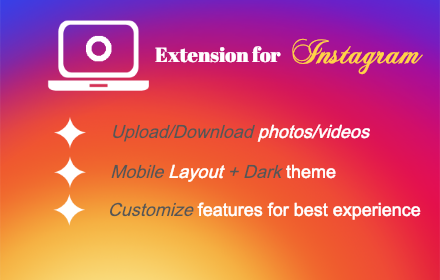 Extension for Instagram
Upload/Download photos/videos
Mobile Layout + Dark theme
Customize features for best experience